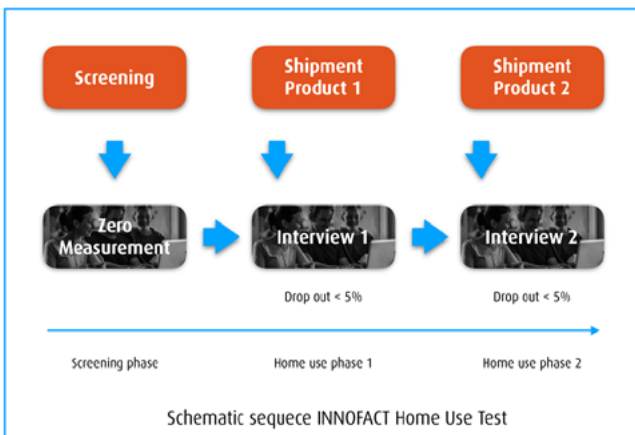 Screening
Shipment
Product 1
Shipment
Product 2
Zero
Measurement
Interview 1
Interview 2
Drop out < 5%
Drop out < 5%
Screening phase
Home use phase 1
Home use phase 2
Schematic sequece INNOFACT Home Use Test